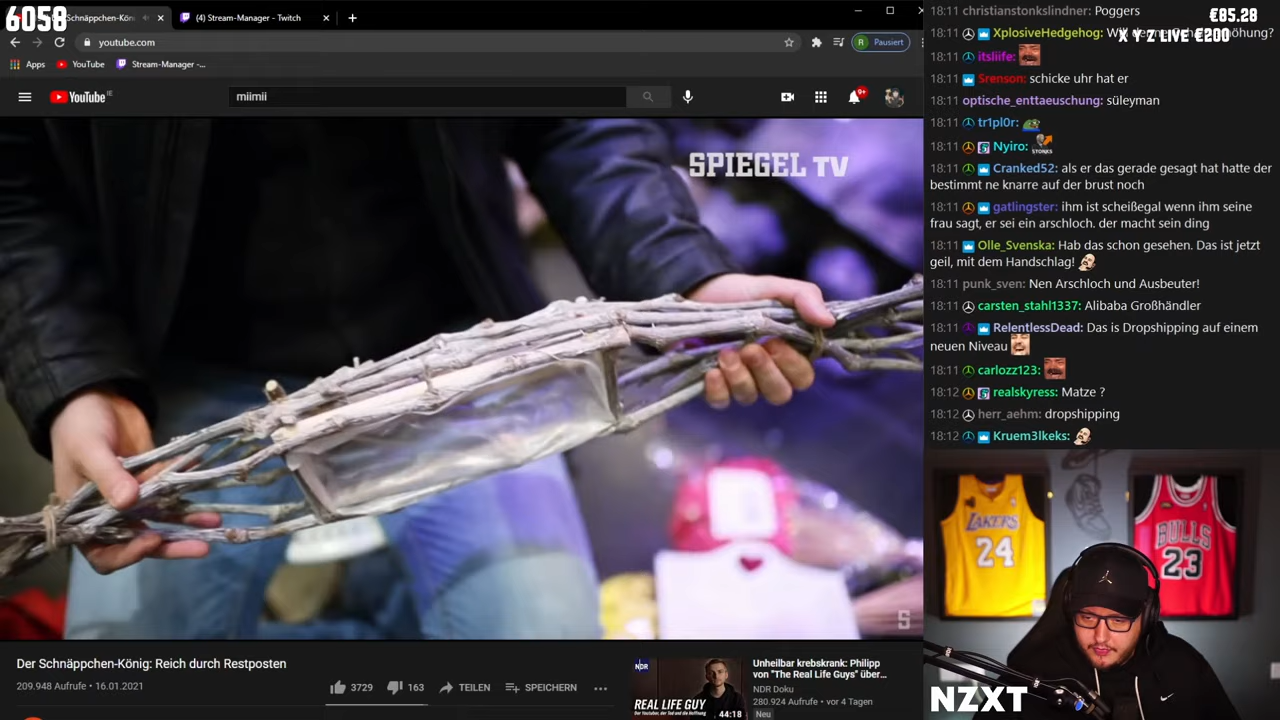 6058
Schnäppchen-Kön
(4) Stream-Manager - Twitch
youtube.com
R Pausiert
Apps
YouTube
Stream-Manager -...
YouTube IE
miimii
9+
SPIEGEL TV
S
Der Schnäppchen-König: Reich durch Restposten
209.948 Aufrufe • 16.01.2021
3729
163
TEILEN
SPEICHERN
NDR
REAL LIFE GUY
44:18
Unheilbar krebskrank: Philipp
von "The Real Life Guys" über...
NDR Doku
280.924 Aufrufe • vor 4 Tagen
Neu
christianstonkslindner: Poggers
€85.28
18:11 XplosiveHedgehog:
X Y Z LIVE €200
18:11 itsliife:
18:11 Srenson: schicke uhr hat er
18:11 optische_enttaeuschung: süleyman
18:11 tr1pl0r:
18:11 Nyiro:
STONKS
18:11 Cranked52: als er das gerade gesagt hat hatte der
bestimmt ne knarre auf der brust noch
18:11 gatlingster: ihm ist scheißegal wenn ihm seine
frau sagt, er sei ein arschloch. der macht sein ding
18:11 Olle_Svenska: Hab das schon gesehen. Das ist jetzt
geil, mit dem Handschlag!
18:11 punk_sven: Nen Arschloch und Ausbeuter!
18:11 carsten_stahl1337: Alibaba Großhändler
18:11 RelentlessDead: Das is Dropshipping auf einem
neuen Niveau
18:11 carlozz123:
18:12 realskyress: Matze ?
18:12 herr_aehm: dropshipping
18:12 Kruem3lkeks:
LAKERS
24
BULLS
23
NZXT